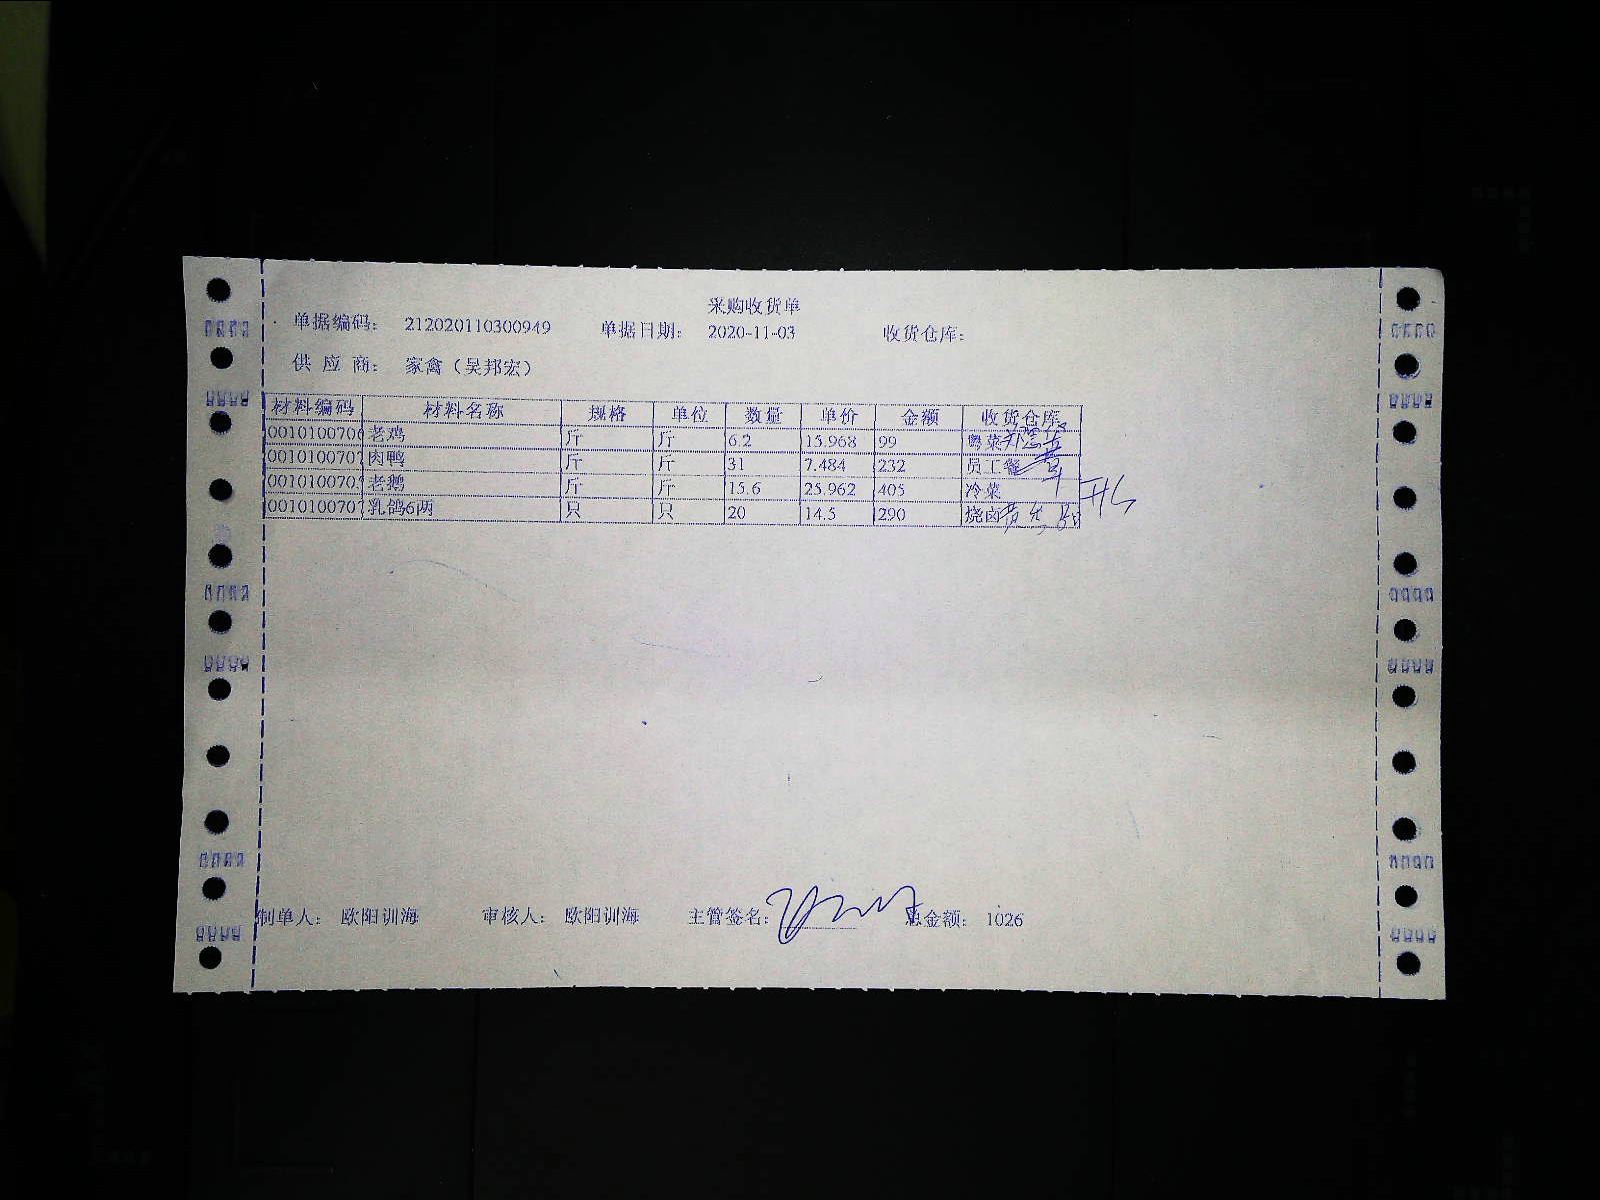 采购收货单
单据编码： 212020110300949 单据日期： 2020-11-03 收货仓库：
供 应 商： 家禽（吴邦宏）
材料编码 材料名称 规格 单位 数量 单价 金额 收货仓库
0010100706 老鸡 斤 斤 6.2 15.968 99 粤菜
001010070 肉鸭 斤 斤 31 7.484 232 员工餐
001010070 老鹅 斤 斤 15.6 25.962 405 冷菜
001010070 乳鸽6两 只 只 20 14.5 290 烧卤
制单人： 欧阳训海 审核人： 欧阳训海 主管签名： 总金额： 1026